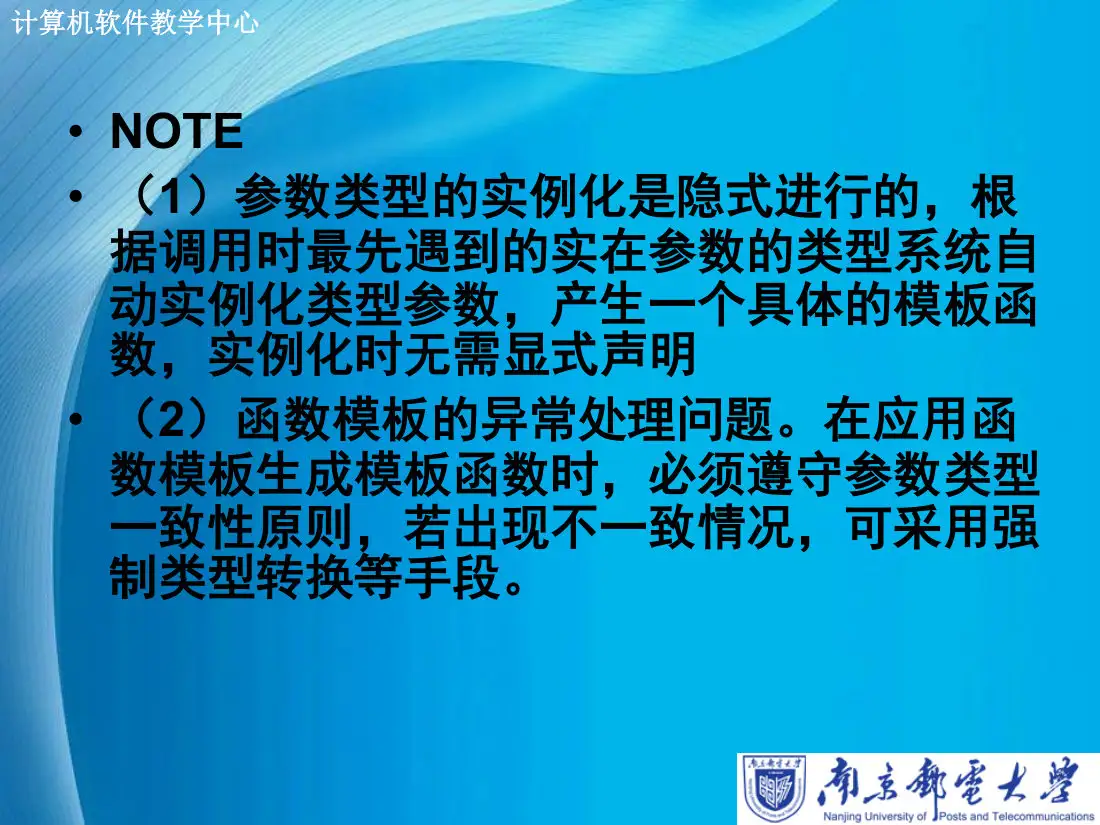 计算机软件教学中心
• NOTE
• （1）参数类型的实例化是隐式进行的，根
据调用时最先遇到的实在参数的类型系统自
动实例化类型参数，产生一个具体的模板函
数，实例化时无需显式声明
• （2）函数模板的异常处理问题。在应用函
数模板生成模板函数时，必须遵守参数类型
一致性原则，若出现不一致情况，可采用强
制类型转换等手段。
南京郵電大學
Nanjing University of Posts and Telecommunications